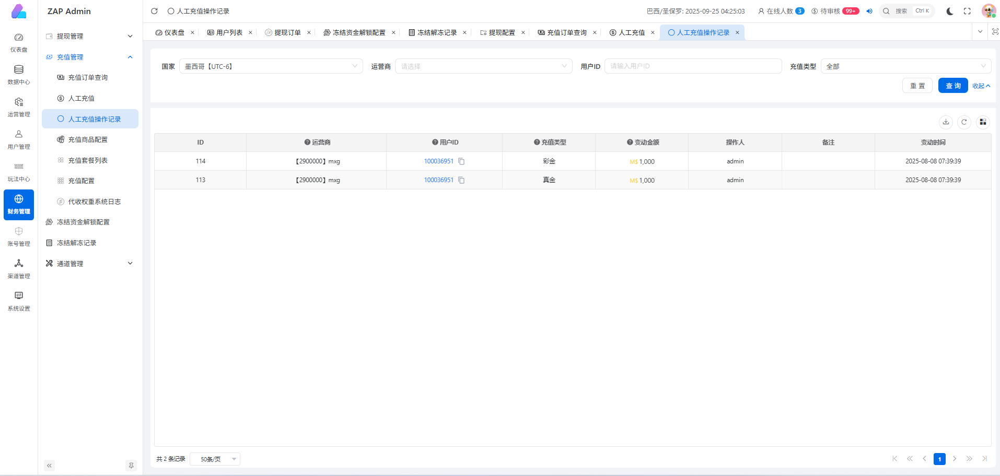 ZAP Admin
人工充值操作记录
巴西/圣保罗: 2025-09-25 04:25:03
在线人数 3
待审核 99+
搜索 Ctrl K
仪表盘
数据中心
运营管理
用户管理
玩法中心
财务管理
账号管理
渠道管理
系统设置
提现管理
充值管理
充值订单查询
人工充值
人工充值操作记录
充值商品配置
充值套餐列表
充值配置
代收权重系统日志
冻结资金解锁配置
冻结解冻记录
通道管理
仪表盘 × 用户列表 × 提现订单 × 冻结资金解锁配置 × 冻结解冻记录 × 提现配置 × 充值订单查询 × 人工充值 × 人工充值操作记录 ×
国家 墨西哥【UTC-6】 运营商 请选择 用户ID 请输入用户ID 充值类型 全部
重 置 查 询 收起
ID 运营商 用户ID 充值类型 变动金额 操作人 备注 变动时间
114 【2900000】mxg 100036951 彩金 M$ 1,000 admin 2025-08-08 07:39:39
113 【2900000】mxg 100036951 真金 M$ 1,000 admin 2025-08-08 07:39:39
共 2 条记录 50条/页 1